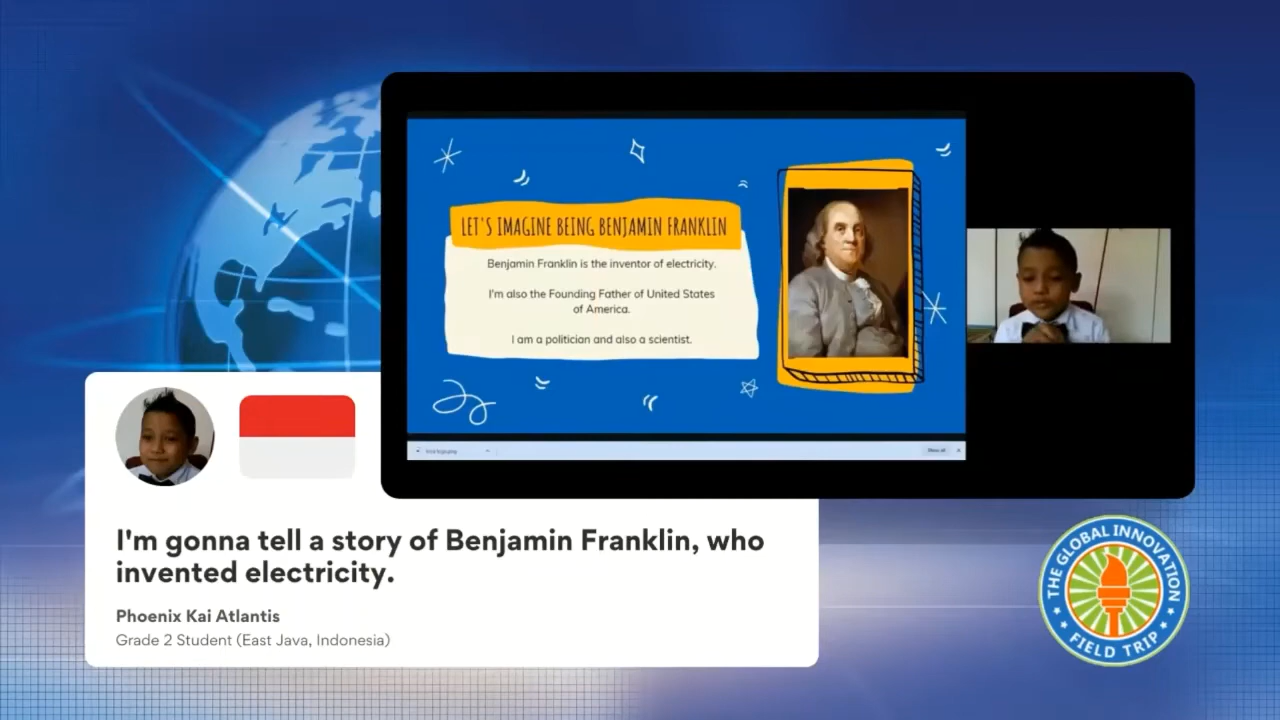 LET'S IMAGINE BEING BENJAMIN FRANKLIN
Benjamin Franklin is the inventor of electricity.
I'm also the Founding Father of United States
of America.
I am a politician and also a scientist.
Show all
I'm gonna tell a story of Benjamin Franklin, who
invented electricity.
Phoenix Kai Atlantis
Grade 2 Student (East Java, Indonesia)
THE GLOBAL INNOVATION
FIELD TRIP